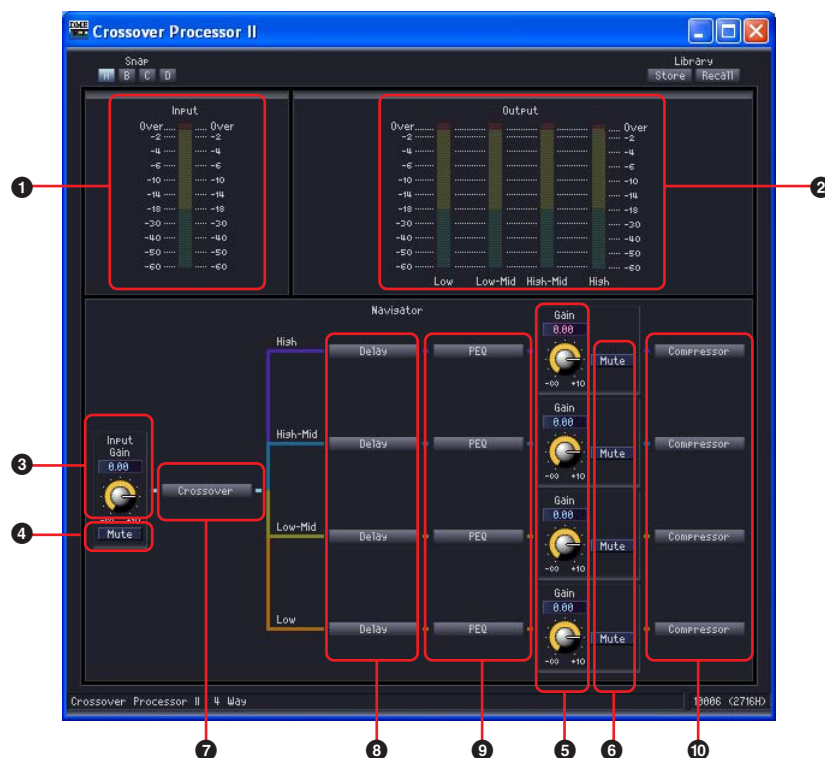 DME
Crossover Processor II
Snap
A B C D
Library
Store Recall
Input
Over Over
-2 -2
-4 -4
-6 -6
-10 -10
-14 -14
-18 -18
-30 -30
-40 -40
-50 -50
-60 -60
Output
Over Over
-2 -2
-4 -4
-6 -6
-10 -10
-14 -14
-18 -18
-30 -30
-40 -40
-50 -50
-60 -60
Low Low-Mid High-Mid High
1
2
Navigator
High
Delay
PEQ
Gain
0.00
-∞ +10
Mute
Compressor
High-Mid
Delay
PEQ
Gain
0.00
-∞ +10
Mute
Compressor
3
Input
Gain
0.00
-∞ +10
4
Mute
Crossover
Low-Mid
Delay
PEQ
Gain
0.00
-∞ +10
Mute
Compressor
Low
Delay
PEQ
Gain
0.00
-∞ +10
Mute
Compressor
Crossover Processor II 4 Way
10006 (2716H)
7 8 9 5 6 10